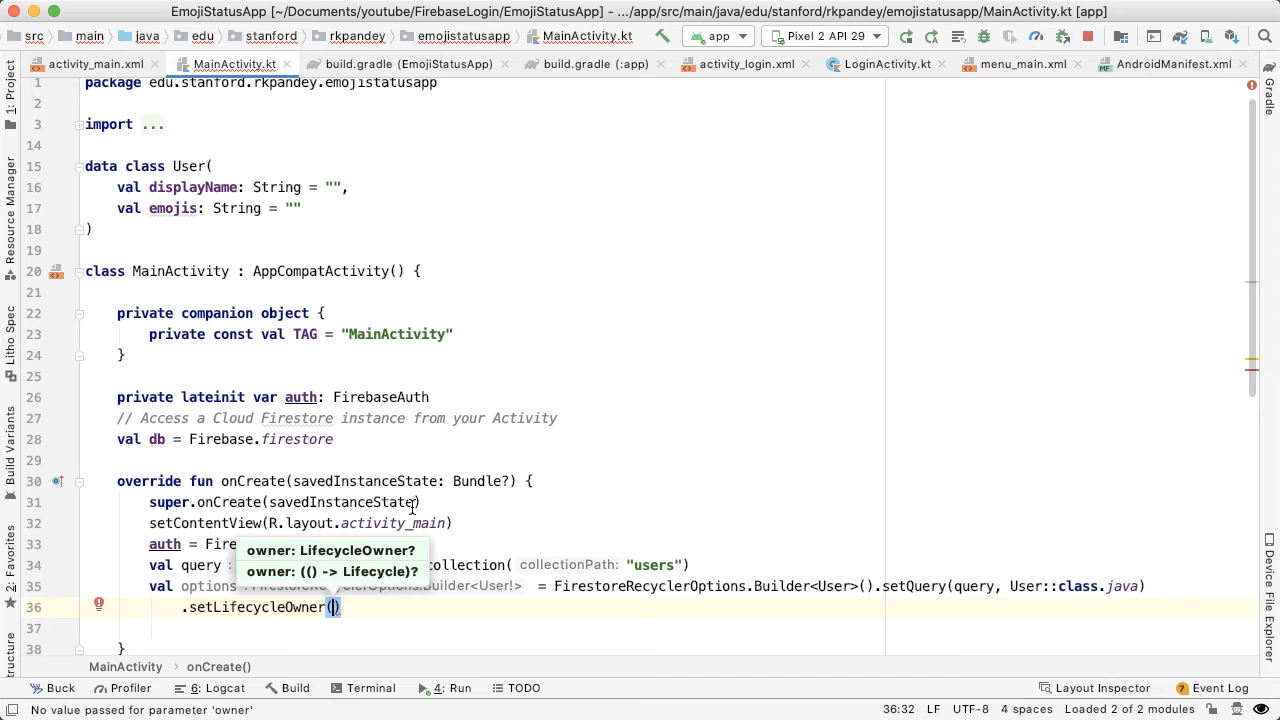 EmojiStatusApp [~/Documents/youtube/FirebaseLogin/EmojiStatusApp] - .../app/src/main/java/edu/stanford/rkpandey/emojistatusapp/MainActivity.kt [app]
src main java edu stanford rkpandey emojistatusapp MainActivity.kt app Pixel 2 API 29
activity_main.xml MainActivity.kt build.gradle (EmojiStatusApp) build.gradle (:app) activity_login.xml LoginActivity.kt menu_main.xml AndroidManifest.xml
1: Project
Resource Manager
Litho Spec
Build Variants
2: Favorites
Gradle
Device File Explorer
1 package edu.stanford.rkpandey.emojistatusapp
2
3 import ...
14
15 data class User(
16 val displayName: String = "",
17 val emojis: String = ""
18 )
19
20 class MainActivity : AppCompatActivity() {
21
22 private companion object {
23 private const val TAG = "MainActivity"
24 }
25
26 private lateinit var auth: FirebaseAuth
27 // Access a Cloud Firestore instance from your Activity
28 val db = Firebase.firestore
29
30 override fun onCreate(savedInstanceState: Bundle?) {
31 super.onCreate(savedInstanceState)
32 setContentView(R.layout.activity_main)
33 auth = Fire
owner: LifecycleOwner?
34 val query : collection( collectionPath: "users")
owner: (() -> Lifecycle)?
35 val options = FirestoreRecyclerOptions.Builder<User>().setQuery(query, User::class.java)
36 .setLifecycleOwner()
37
38 }
MainActivity > onCreate()
Buck Profiler 6: Logcat Build Terminal 4: Run TODO Layout Inspector 7 Event Log
No value passed for parameter 'owner' 36:32 LF UTF-8 4 spaces Loaded 2 of 2 modules